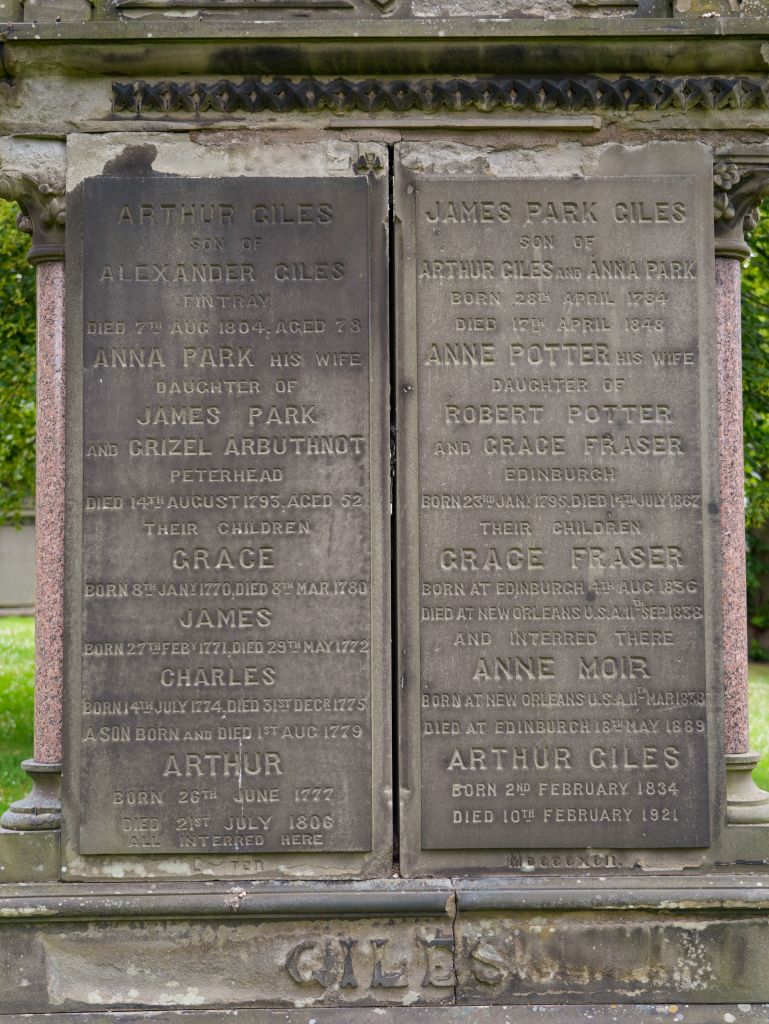 ARTHUR GILES
SON OF
ALEXANDER GILES
FINTRAY
DIED 7TH AUG 1804, AGED 78
ANNA PARK HIS WIFE
DAUGHTER OF
JAMES PARK
AND GRIZEL ARBUTHNOT
PETERHEAD
DIED 14TH AUGUST 1793, AGED 52
THEIR CHILDREN
GRACE
BORN 8TH JANY 1770, DIED 8TH MAR 1780
JAMES
BORN 27TH FEBY 1771, DIED 29TH MAY 1772
CHARLES
BORN 14TH JULY 1774, DIED 31ST DECR 1775
A SON BORN AND DIED 1ST AUG 1779
ARTHUR
BORN 26TH JUNE 1777
DIED 21ST JULY 1806
ALL INTERRED HERE
JAMES PARK GILES
SON OF
ARTHUR GILES AND ANNA PARK
BORN 28TH APRIL 1784
DIED 17TH APRIL 1848
ANNE POTTER HIS WIFE
DAUGHTER OF
ROBERT POTTER
AND GRACE FRASER
EDINBURGH
BORN 23RD JANY 1795, DIED 14TH JULY 1867
THEIR CHILDREN
GRACE FRASER
BORN AT EDINBURGH 4TH AUG 1836
DIED AT NEW ORLEANS U.S.A. 11TH SEP. 1838
AND INTERRED THERE
ANNE MOIR
BORN AT NEW ORLEANS U.S.A. 11TH MAR 1838
DIED AT EDINBURGH 18TH MAY 1889
ARTHUR GILES
BORN 2ND FEBRUARY 1834
DIED 10TH FEBRUARY 1921
MDCCCXCII.
GILES